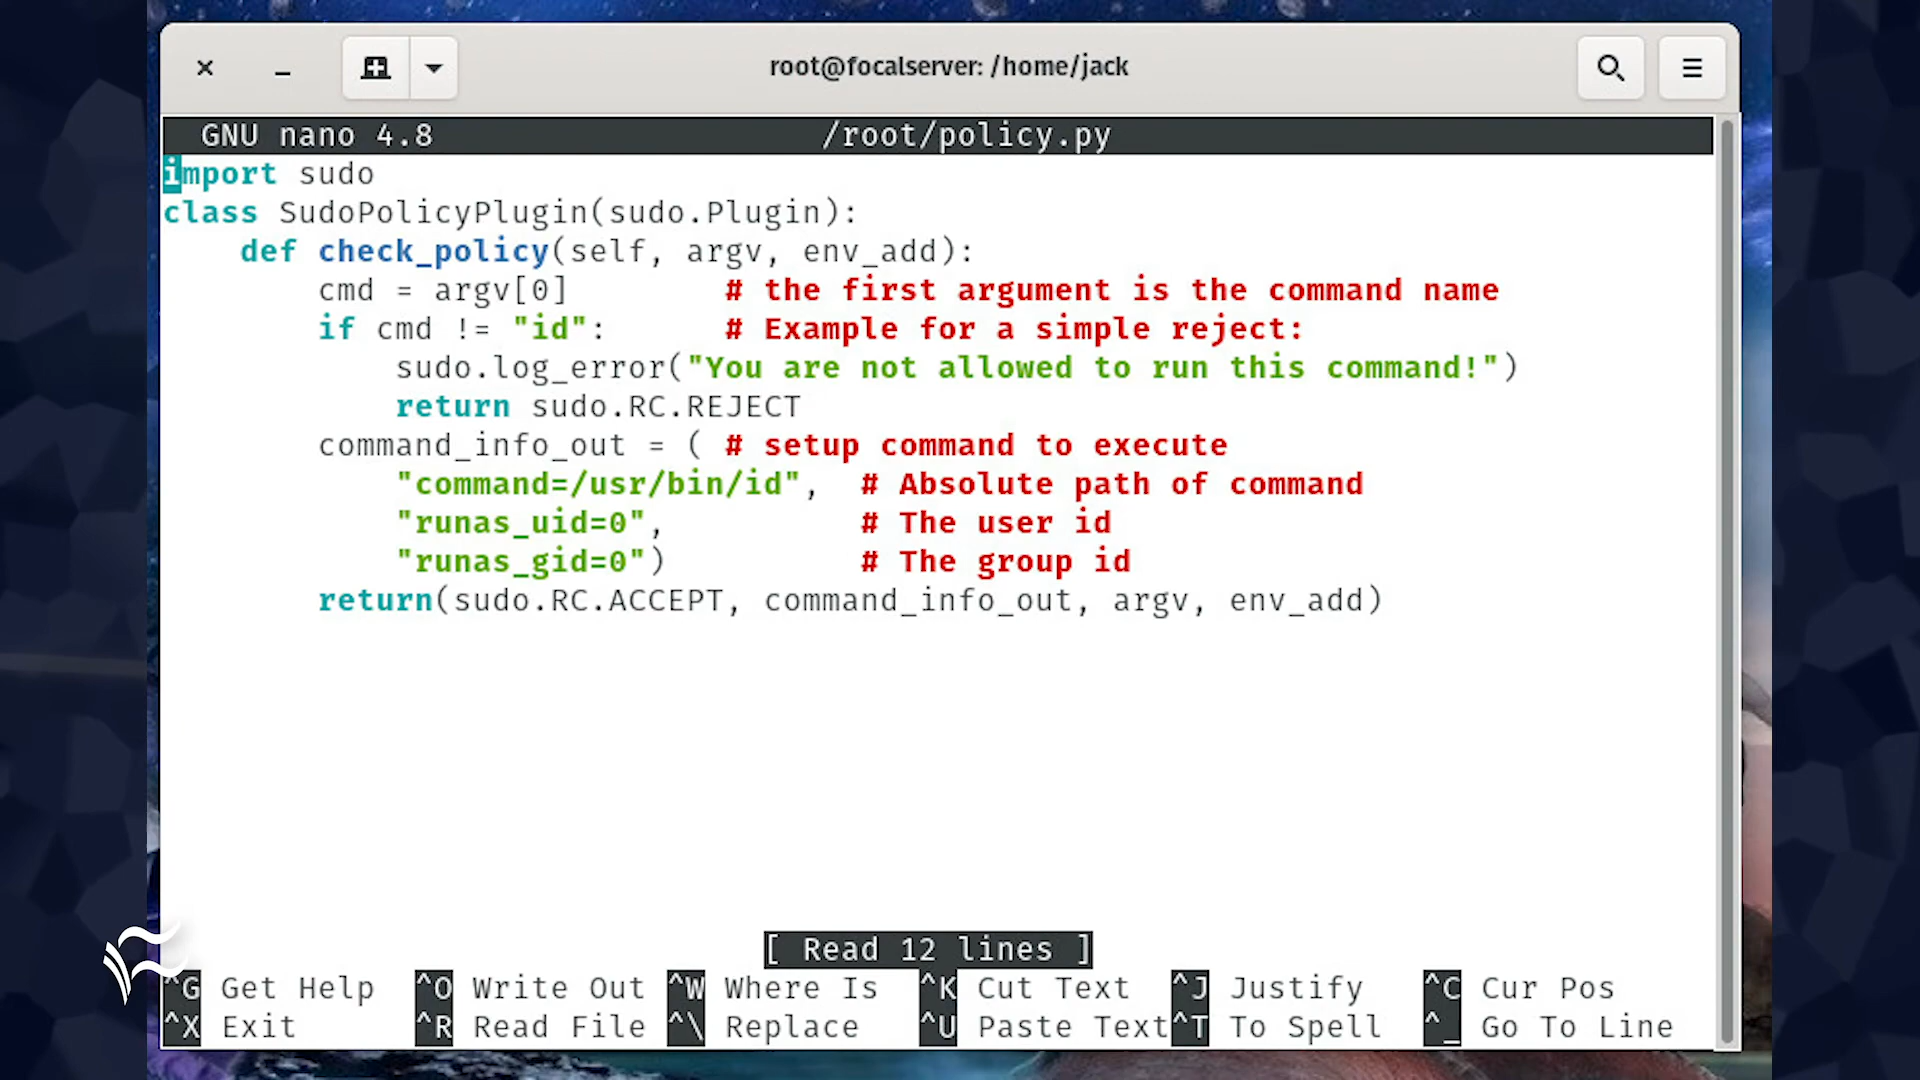 root@focalserver: /home/jack
GNU nano 4.8 /root/policy.py
import sudo
class SudoPolicyPlugin(sudo.Plugin):
    def check_policy(self, argv, env_add):
        cmd = argv[0]        # the first argument is the command name
        if cmd != "id":      # Example for a simple reject:
            sudo.log_error("You are not allowed to run this command!")
            return sudo.RC.REJECT
        command_info_out = ( # setup command to execute
            "command=/usr/bin/id",  # Absolute path of command
            "runas_uid=0",          # The user id
            "runas_gid=0")          # The group id
        return(sudo.RC.ACCEPT, command_info_out, argv, env_add)
[ Read 12 lines ]
^G Get Help ^O Write Out ^W Where Is ^K Cut Text ^J Justify ^C Cur Pos
^X Exit ^R Read File ^\ Replace ^U Paste Text ^T To Spell ^_ Go To Line